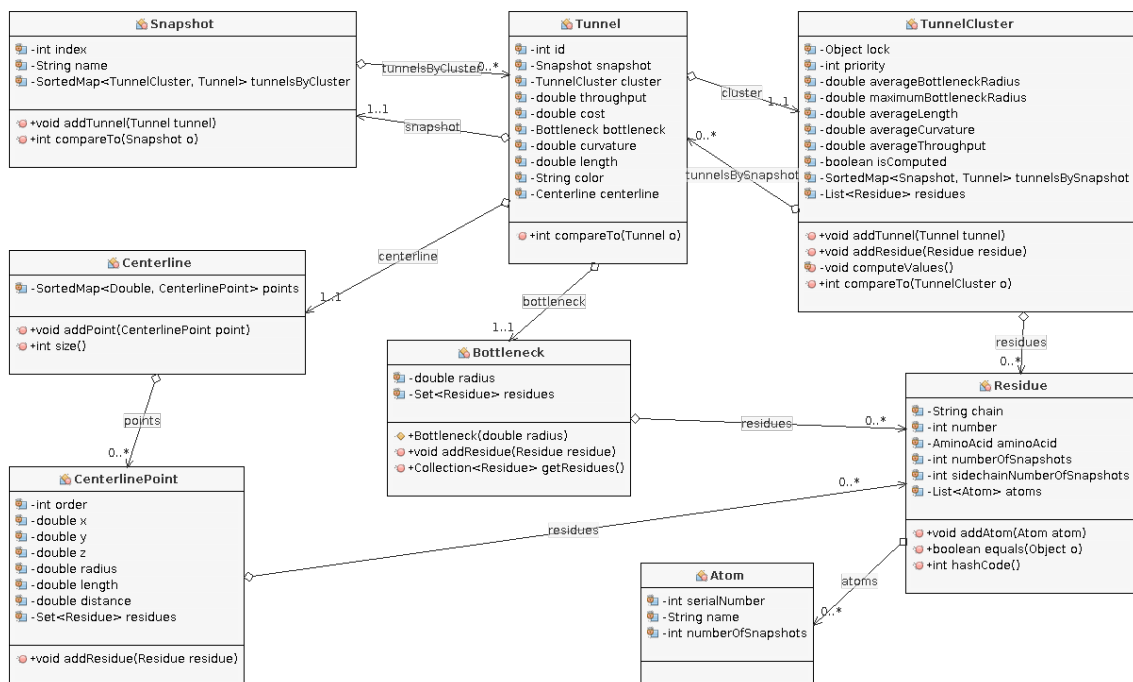 Snapshot
-int index
-String name
-SortedMap<TunnelCluster, Tunnel> tunnelsByCluster
+void addTunnel(Tunnel tunnel)
+int compareTo(Snapshot o)
tunnelsByCluster
0..*
1..1
snapshot
Tunnel
-int id
-Snapshot snapshot
-TunnelCluster cluster
-double throughput
-double cost
-Bottleneck bottleneck
-double curvature
-double length
-String color
-Centerline centerline
+int compareTo(Tunnel o)
cluster
1..1
0..*
tunnelsBySnapshot
TunnelCluster
-Object lock
-int priority
-double averageBottleneckRadius
-double maximumBottleneckRadius
-double averageLength
-double averageCurvature
-double averageThroughput
-boolean isComputed
-SortedMap<Snapshot, Tunnel> tunnelsBySnapshot
-List<Residue> residues
+void addTunnel(Tunnel tunnel)
+void addResidue(Residue residue)
-void computeValues()
+int compareTo(TunnelCluster o)
centerline
1..1
bottleneck
1..1
residues
0..*
Centerline
-SortedMap<Double, CenterlinePoint> points
+void addPoint(CenterlinePoint point)
+int size()
points
0..*
Bottleneck
-double radius
-Set<Residue> residues
+Bottleneck(double radius)
+void addResidue(Residue residue)
+Collection<Residue> getResidues()
residues
0..*
Residue
-String chain
-int number
-AminoAcid aminoAcid
-int numberOfSnapshots
-int sidechainNumberOfSnapshots
-List<Atom> atoms
+void addAtom(Atom atom)
+boolean equals(Object o)
+int hashCode()
CenterlinePoint
-int order
-double x
-double y
-double z
-double radius
-double length
-double distance
-Set<Residue> residues
+void addResidue(Residue residue)
residues
0..*
atoms
0..*
Atom
-int serialNumber
-String name
-int numberOfSnapshots